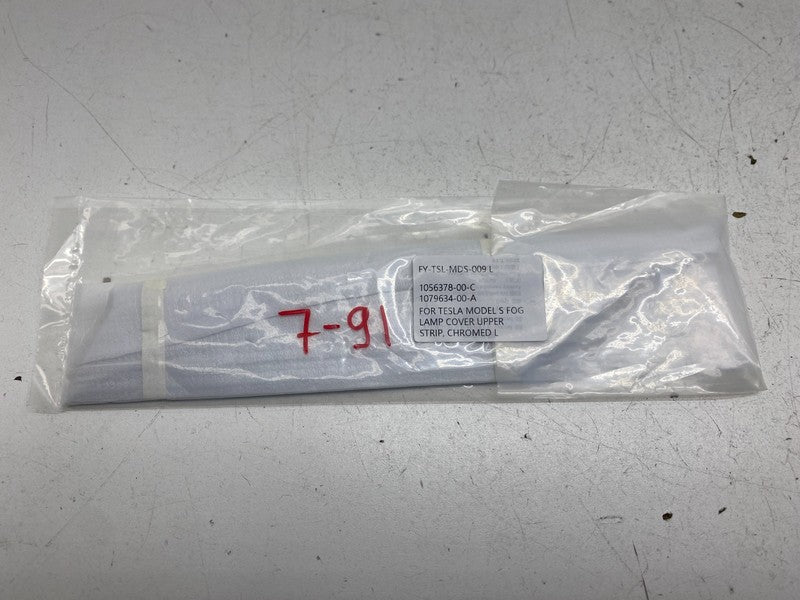 FY-TSL-MDS-009 L
1056378-00-C
1079634-00-A
FOR TESLA MODEL S FOG
LAMP COVER UPPER
STRIP, CHROMED L
7-91